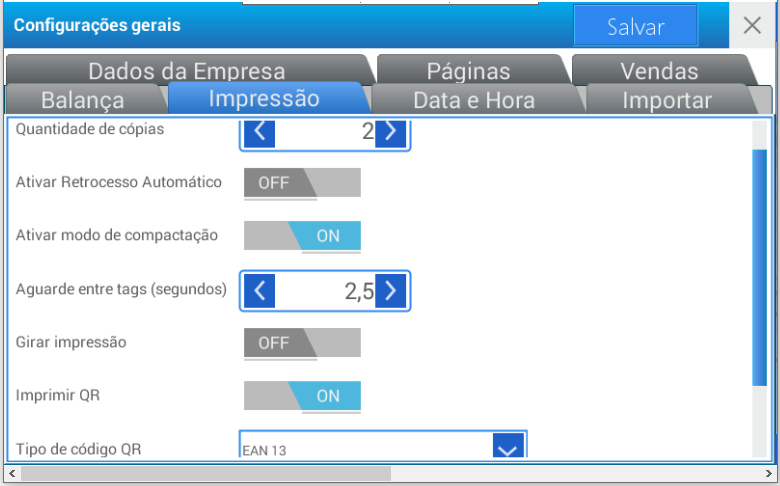 Configurações gerais
Salvar
Dados da Empresa
Páginas
Vendas
Balança
Impressão
Data e Hora
Importar
Quantidade de cópias
2
Ativar Retrocesso Automático
OFF
Ativar modo de compactação
ON
Aguarde entre tags (segundos)
2,5
Girar impressão
OFF
Imprimir QR
ON
Tipo de código QR
EAN 13